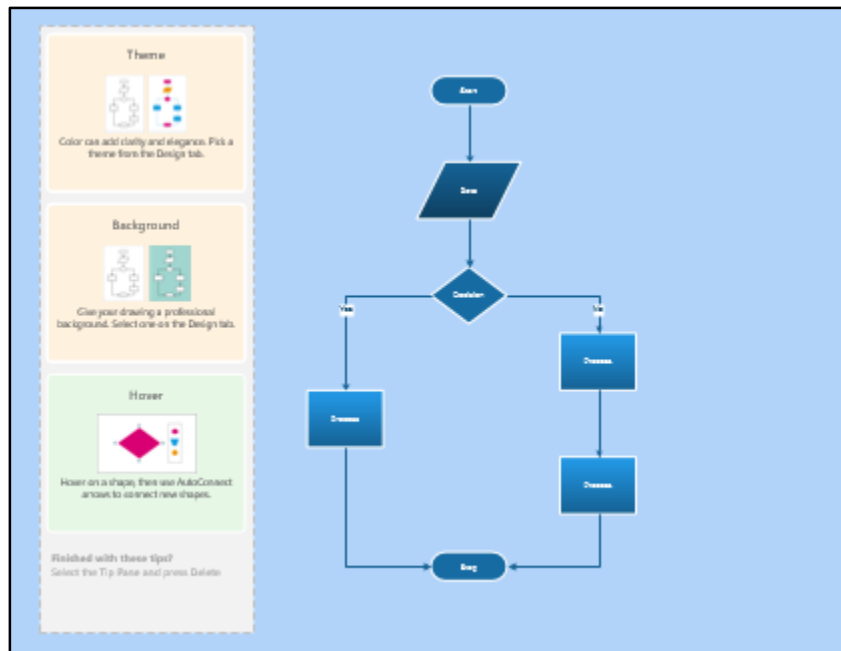 Theme
Color can add clarity and elegance. Pick a
theme from the Design tab.
Background
Give your drawing a professional
background. Select one on the Design tab.
Hover
Hover on a shape, then use AutoConnect
arrows to connect new shapes.
Finished with these tips?
Select the Tip Pane and press Delete
Decision
Yes
No
Process
Process
Process